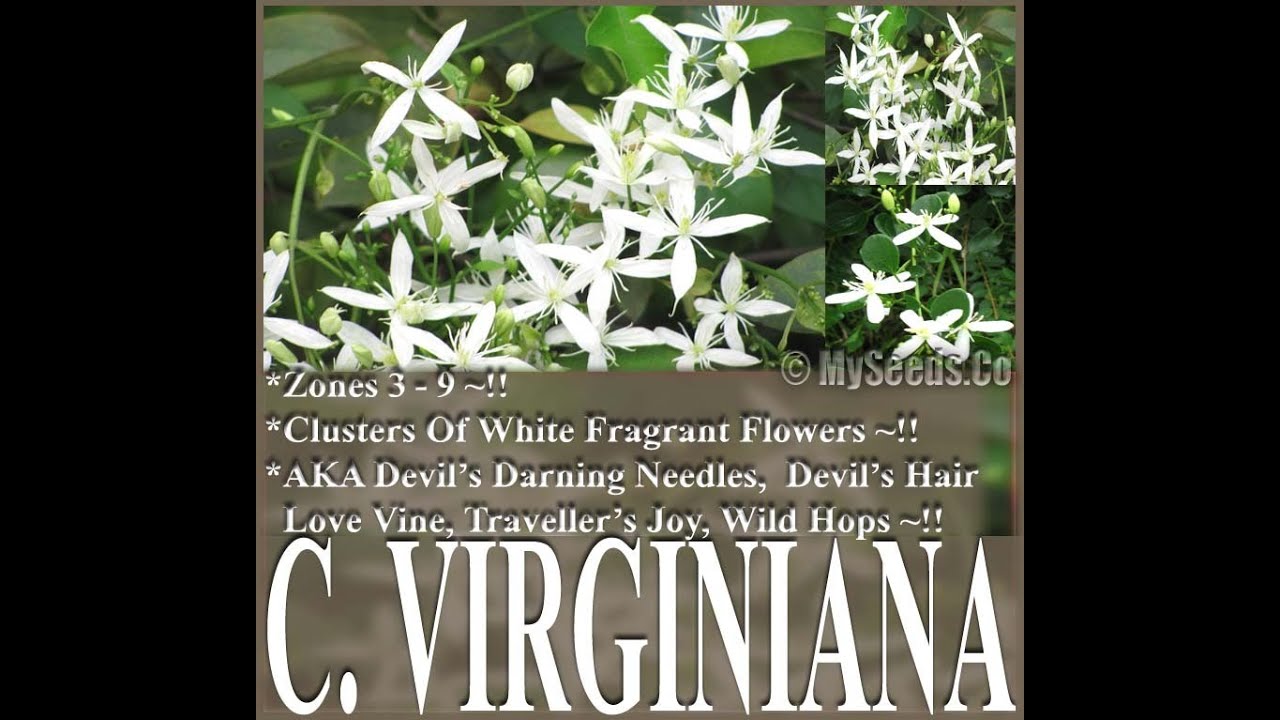 © MySeeds.Co
*Zones 3 - 9 ~!!
*Clusters Of White Fragrant Flowers ~!!
*AKA Devil's Darning Needles, Devil's Hair
Love Vine, Traveller's Joy, Wild Hops ~!!
C. VIRGINIANA